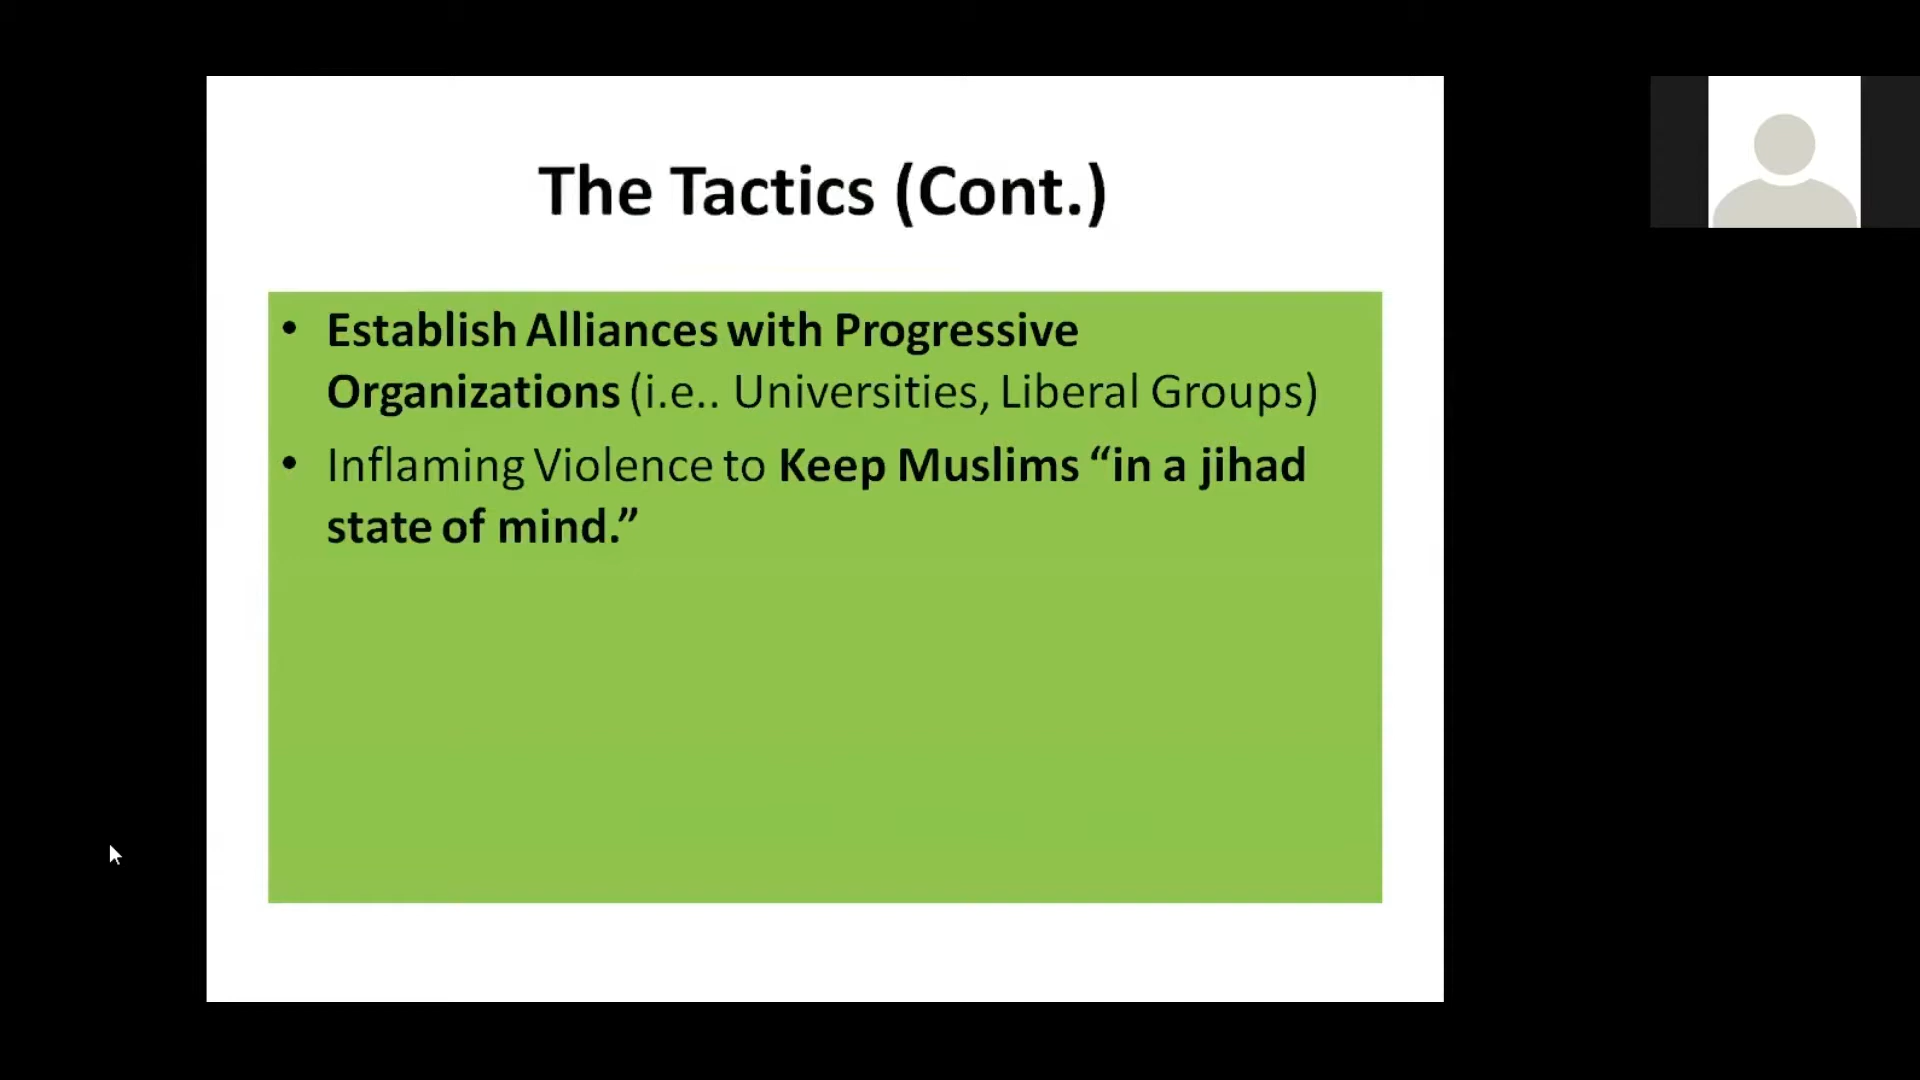 The Tactics (Cont.)
• Establish Alliances with Progressive
Organizations (i.e.. Universities, Liberal Groups)
• Inflaming Violence to Keep Muslims “in a jihad
state of mind.”